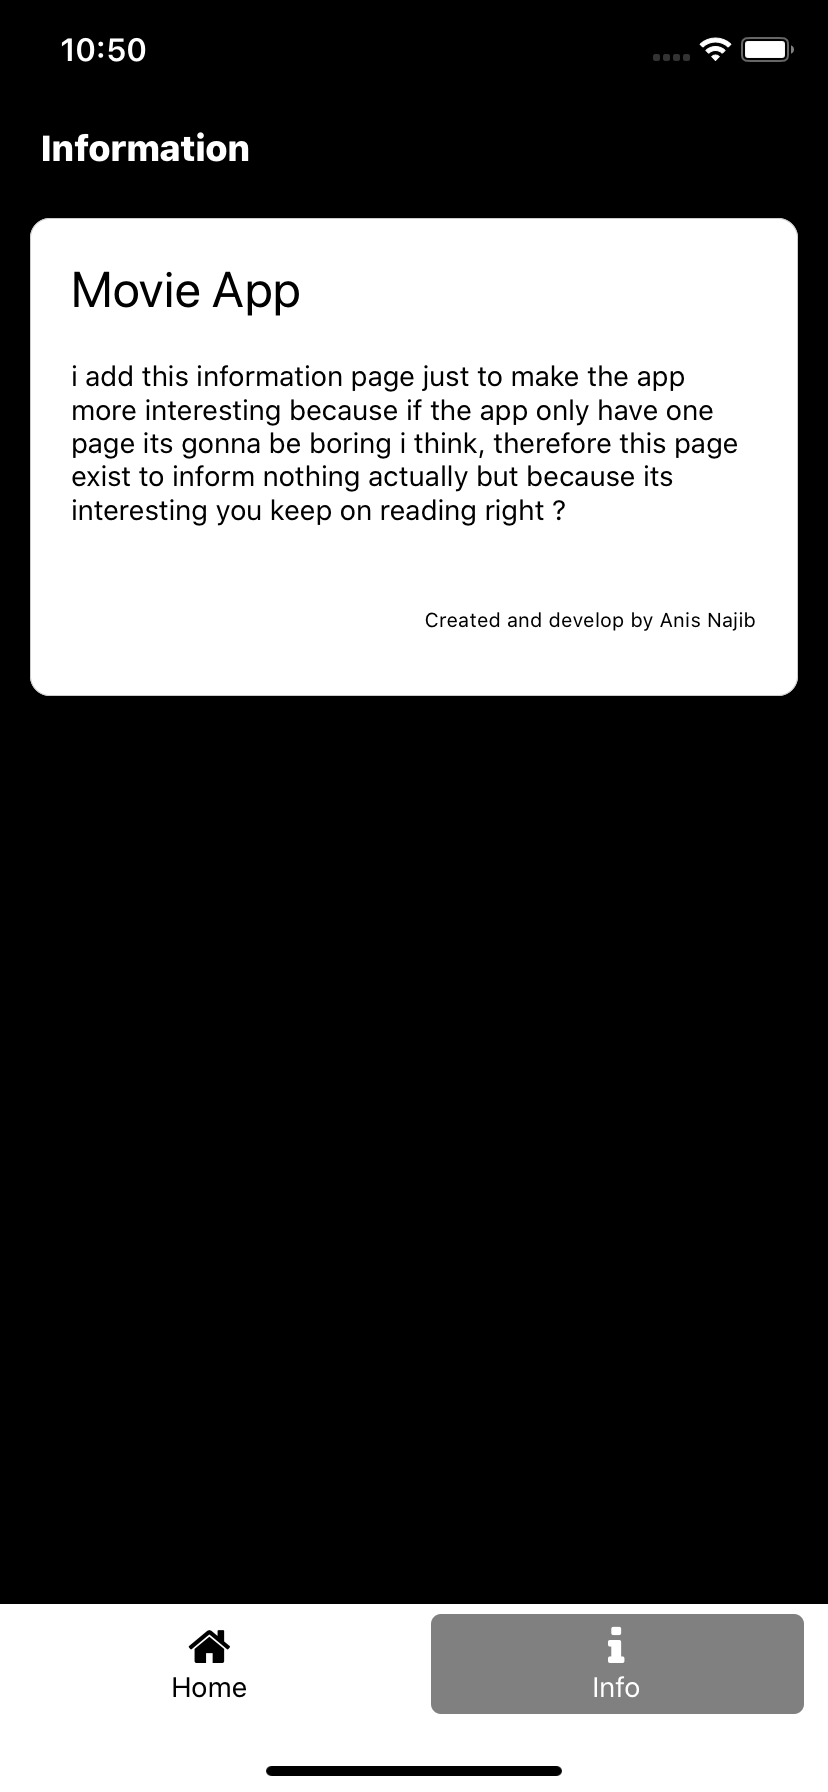 10:50
Information
Movie App
i add this information page just to make the app
more interesting because if the app only have one
page its gonna be boring i think, therefore this page
exist to inform nothing actually but because its
interesting you keep on reading right ?
Created and develop by Anis Najib
Home
Info